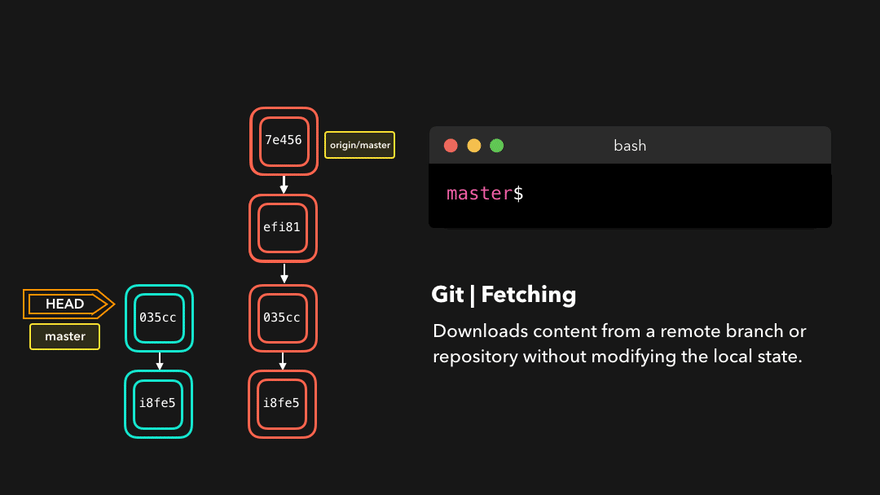 7e456
origin/master
efi81
HEAD
master
035cc
035cc
i8fe5
i8fe5
bash
master$
Git | Fetching
Downloads content from a remote branch or
repository without modifying the local state.